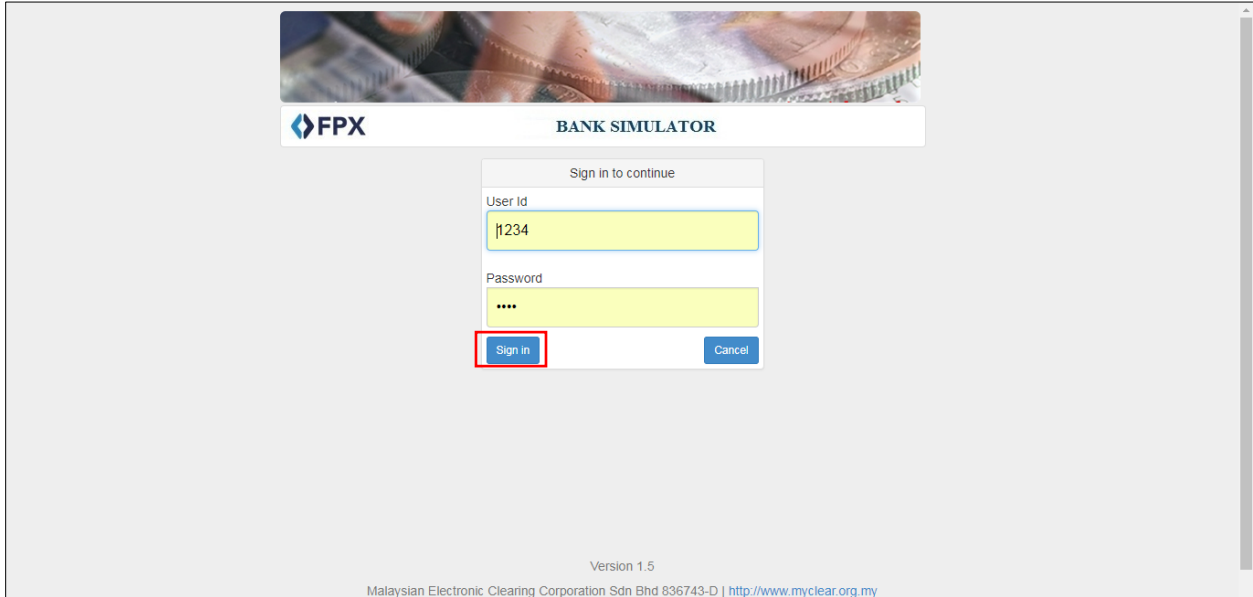 FPX BANK SIMULATOR
Sign in to continue
User Id
1234
Password
••••
Sign in Cancel
Version 1.5
Malaysian Electronic Clearing Corporation Sdn Bhd 836743-D | http://www.myclear.org.my